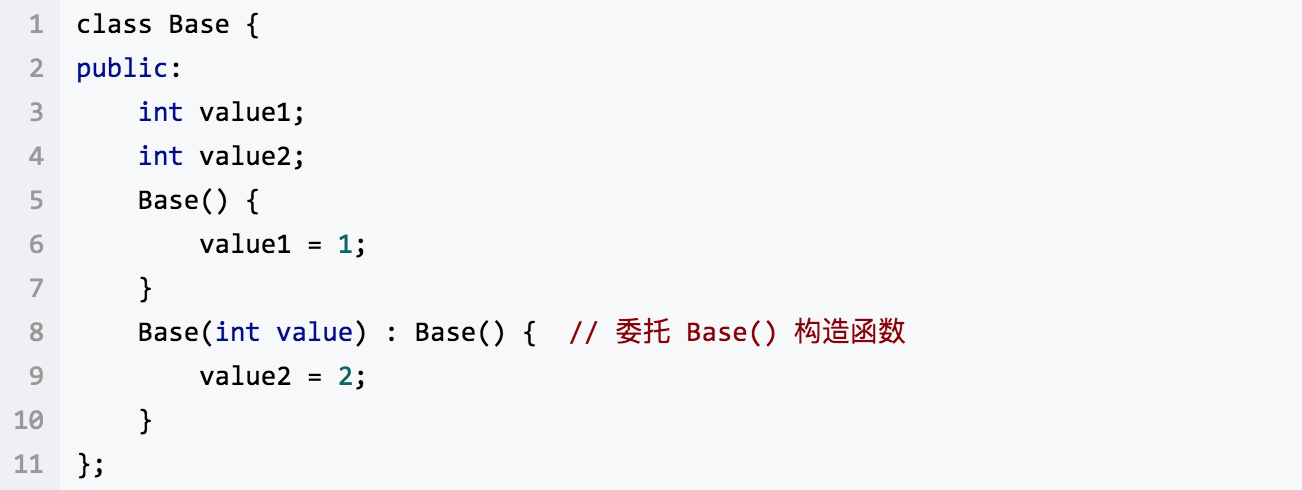 1 class Base {
2 public:
3     int value1;
4     int value2;
5     Base() {
6         value1 = 1;
7     }
8     Base(int value) : Base() {  // 委托 Base() 构造函数
9         value2 = 2;
10     }
11 };